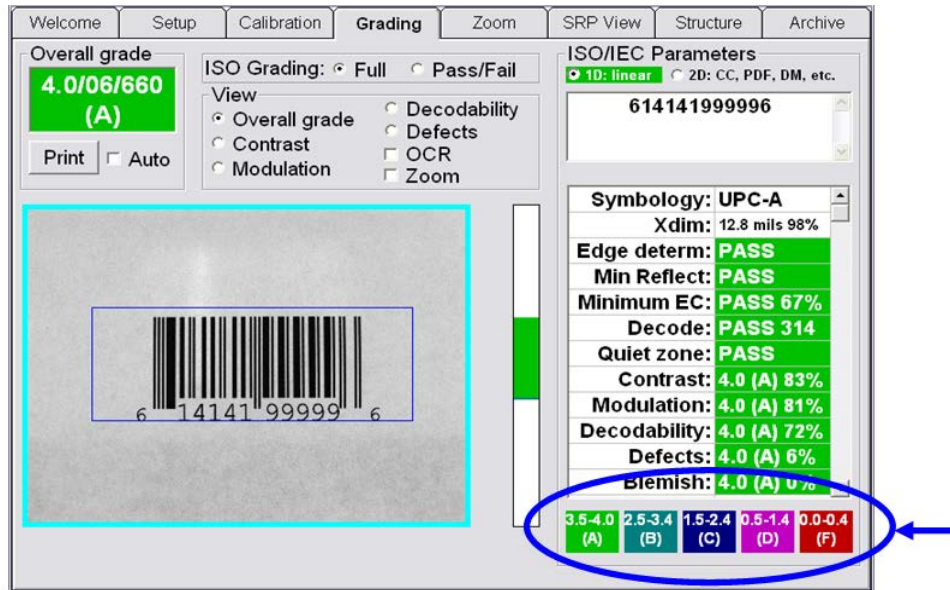 Welcome Setup Calibration Grading Zoom SRP View Structure Archive
Overall grade
4.0/06/660
(A)
Print Auto
ISO Grading: Full Pass/Fail
View
Overall grade
Contrast
Modulation
Decodability
Defects
OCR
Zoom
ISO/IEC Parameters
1D: linear 2D: CC, PDF, DM, etc.
614141999996
Symbology: UPC-A
Xdim: 12.8 mils 98%
Edge determ: PASS
Min Reflect: PASS
Minimum EC: PASS 67%
Decode: PASS 314
Quiet zone: PASS
Contrast: 4.0 (A) 83%
Modulation: 4.0 (A) 81%
Decodability: 4.0 (A) 72%
Defects: 4.0 (A) 6%
Blemish: 4.0 (A) 0%
6 14141 99999 6
3.5-4.0 2.5-3.4 1.5-2.4 0.5-1.4 0.0-0.4
(A) (B) (C) (D) (F)